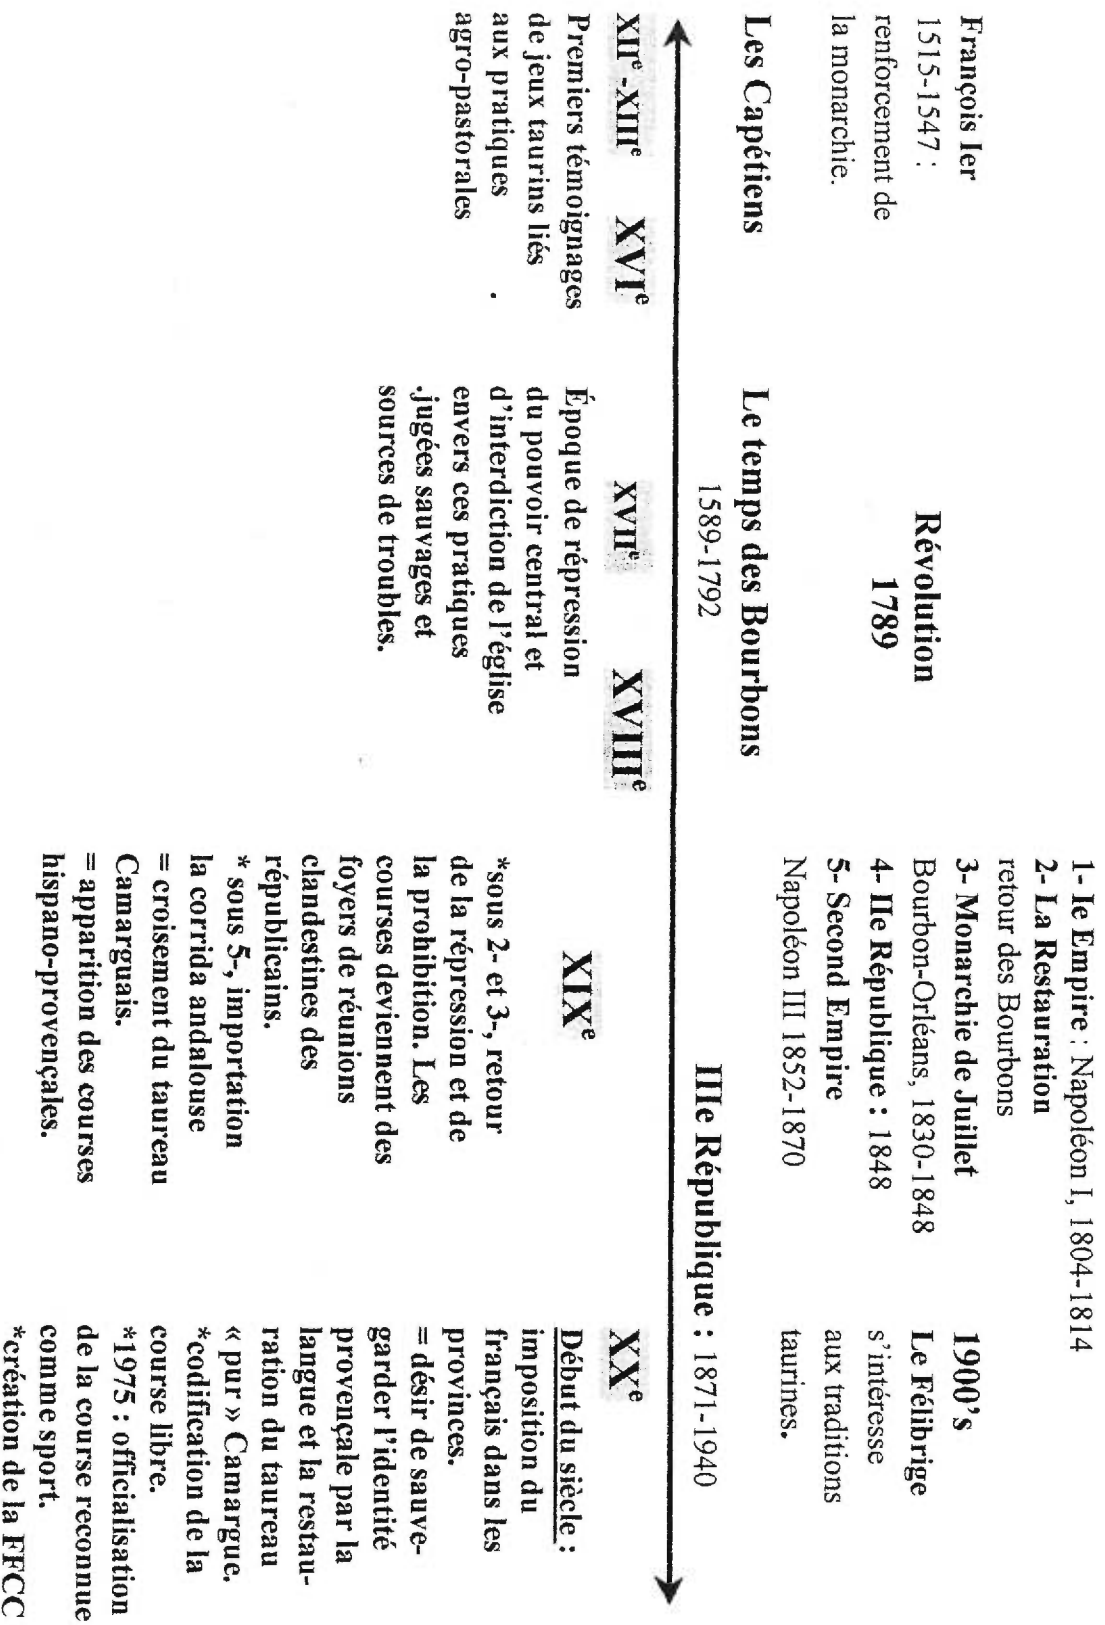 François Ier
1515-1547 :
renforcement de
la monarchie.
Révolution
1789
1- Ie Empire : Napoléon I, 1804-1814
2- La Restauration
retour des Bourbons
3- Monarchie de Juillet
Bourbon-Orléans, 1830-1848
4- IIe République : 1848
5- Second Empire
Napoléon III 1852-1870
1900's
Le Félibrige
s'intéresse
aux traditions
taurines.
Les Capétiens
Le temps des Bourbons
1589-1792
IIIe République : 1871-1940
XIIe -XIIIe
XVIe
XVIIe
XVIIIe
XIXe
XXe
Premiers témoignages
de jeux taurins liés
aux pratiques
agro-pastorales
Époque de répression
du pouvoir central et
d'interdiction de l'église
envers ces pratiques
.jugées sauvages et
sources de troubles.
*sous 2- et 3-, retour
de la répression et de
la prohibition. Les
courses deviennent des
foyers de réunions
clandestines des
républicains.
* sous 5-, importation
la corrida andalouse
= croisement du taureau
Camarguais.
= apparition des courses
hispano-provençales.
Début du siècle :
imposition du
français dans les
provinces.
= désir de sauve-
garder l'identité
provençale par la
langue et la restau-
ration du taureau
« pur » Camargue.
*codification de la
course libre.
*1975 : officialisation
de la course reconnue
comme sport.
*création de la FFCC